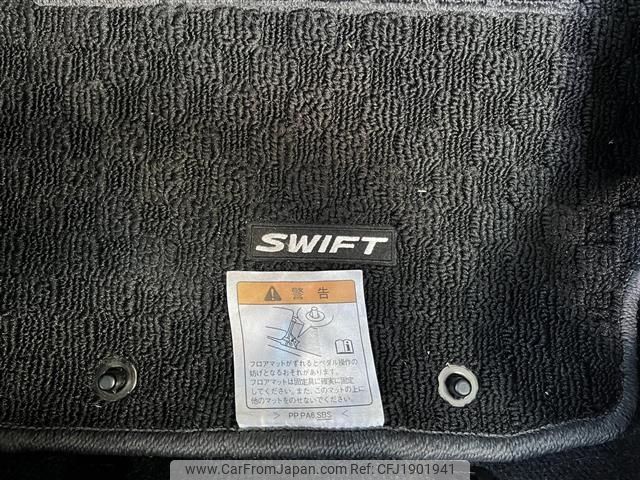 SWIFT
警告
フロアマットがずれるとペダル操作の
妨げとなるおそれがあります。
フロアマットは固定具に確実に固定
してください。また、このマットの上に
他のマットをのせないでください。
> PP,PA6,SBS <
www.CarFromJapan.com - Ref:CFJ1901941